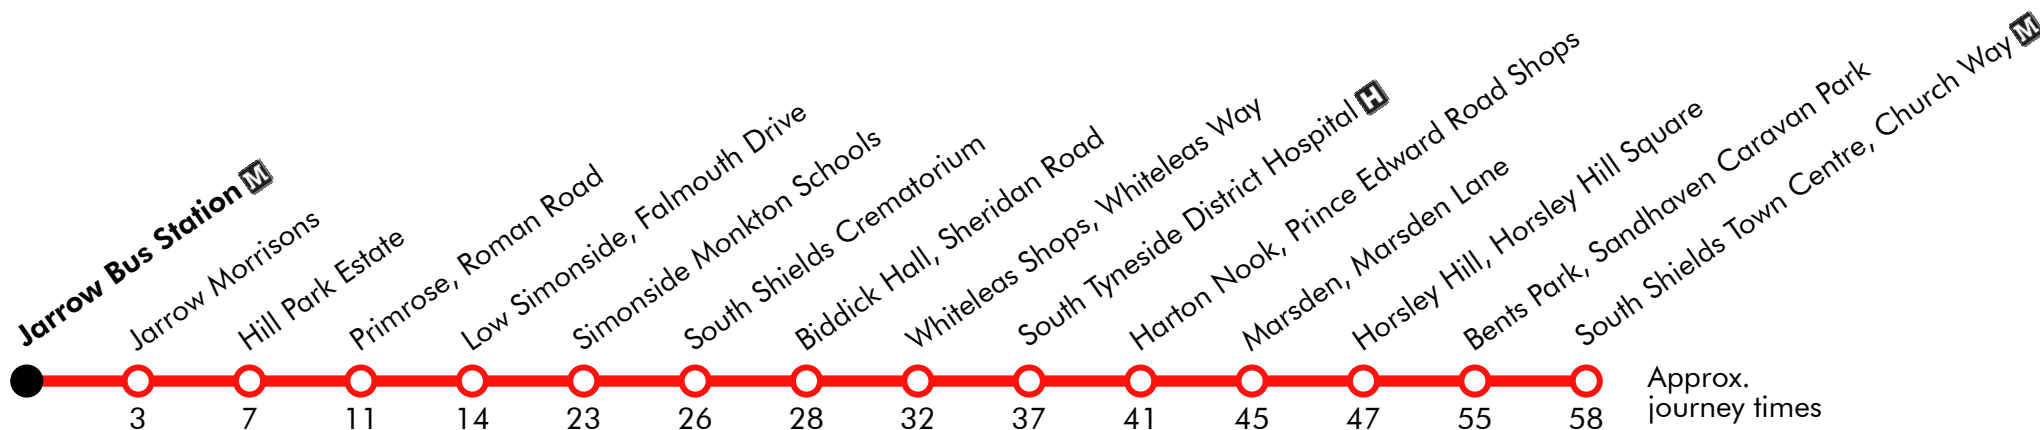 Jarrow Bus Station M
Jarrow Morrisons
Hill Park Estate
Primrose, Roman Road
Low Simonside, Falmouth Drive
Simonside Monkton Schools
South Shields Crematorium
Biddick Hall, Sheridan Road
Whiteleas Shops, Whiteleas Way
South Tyneside District Hospital H
Harton Nook, Prince Edward Road Shops
Marsden, Marsden Lane
Horsley Hill, Horsley Hill Square
Bents Park, Sandhaven Caravan Park
South Shields Town Centre, Church Way M
3 7 11 14 23 26 28 32 37 41 45 47 55 58
Approx.
journey times